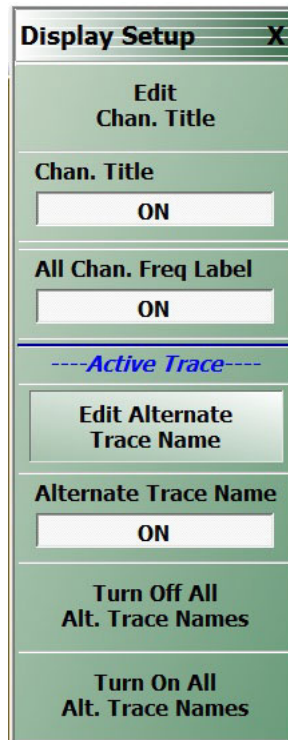 Display Setup X
Edit
Chan. Title
Chan. Title
ON
All Chan. Freq Label
ON
----Active Trace----
Edit Alternate
Trace Name
Alternate Trace Name
ON
Turn Off All
Alt. Trace Names
Turn On All
Alt. Trace Names